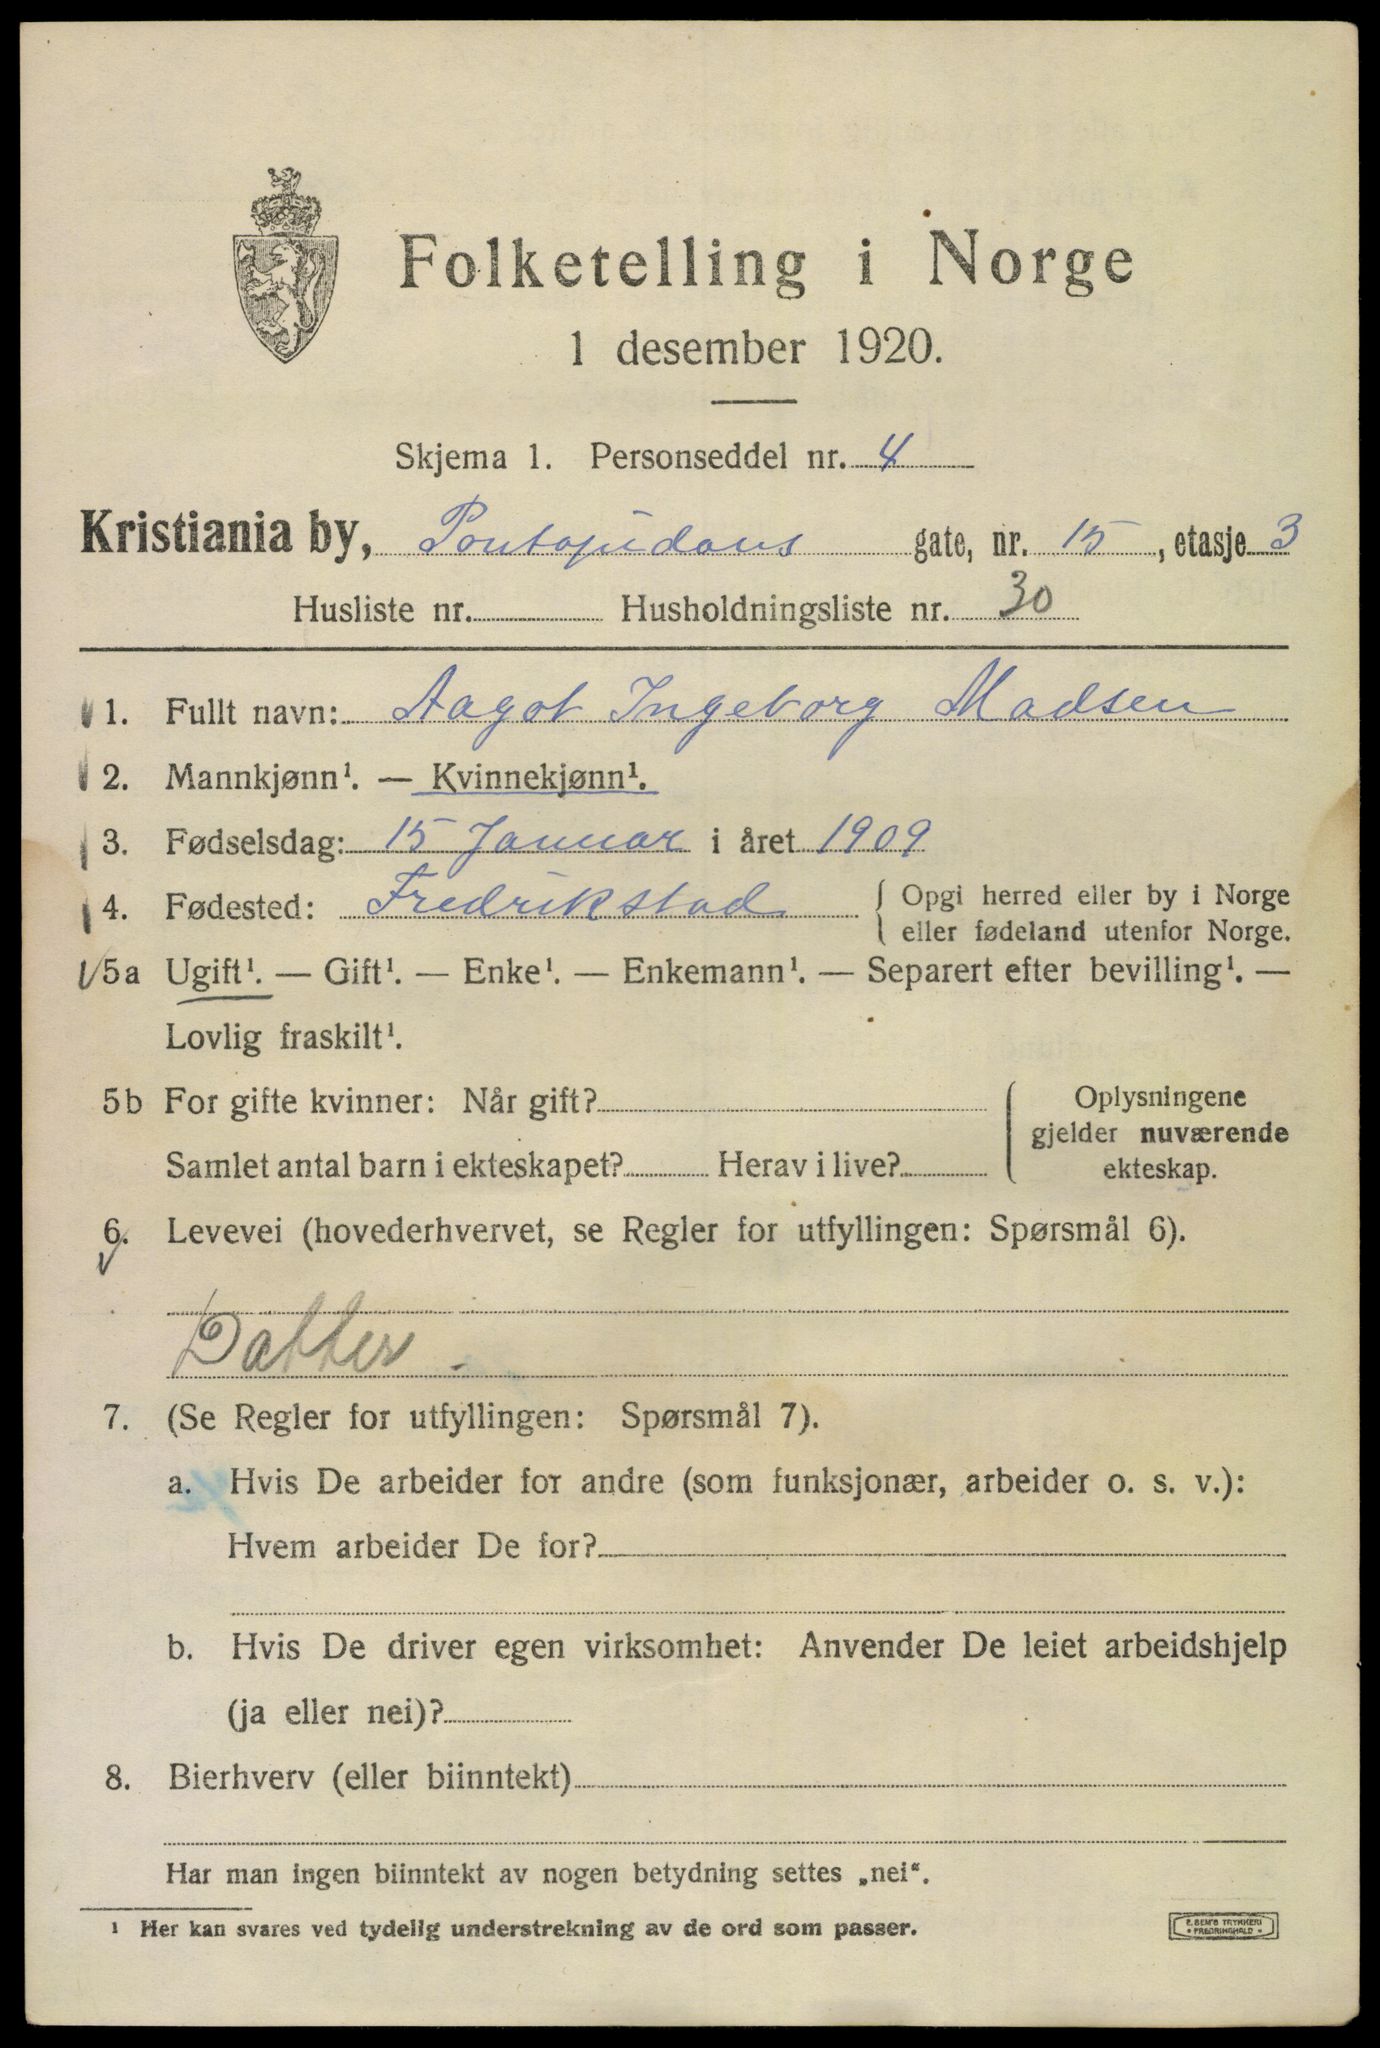 Folketelling i Norge
1 desember 1920.
Skjema 1. Personseddel nr. 4
Kristiania by, Pontopidans gate, nr. 15, etasje 3
Husliste nr. Husholdningsliste nr. 30
1. Fullt navn: Aagot Ingeborg Madsen
2. Mannkjønn¹. — Kvinnekjønn¹.
3. Fødselsdag: 15 Januar i året 1909
4. Fødested: Fredrikstad { Opgi herred eller by i Norge
eller fødeland utenfor Norge.
5a Ugift¹. — Gift¹. — Enke¹. — Enkemann¹. — Separert efter bevilling¹. —
Lovlig fraskilt¹.
5b For gifte kvinner: Når gift? Oplysningene
gjelder nuværende
Samlet antal barn i ekteskapet? Herav i live? ekteskap.
6. Levevei (hovederhvervet, se Regler for utfyllingen: Spørsmål 6).
Datter.
7. (Se Regler for utfyllingen: Spørsmål 7).
a. Hvis De arbeider for andre (som funksjonær, arbeider o. s. v.):
Hvem arbeider De for?
b. Hvis De driver egen virksomhet: Anvender De leiet arbeidshjelp
(ja eller nei)?
8. Bierhverv (eller biinntekt)
Har man ingen biinntekt av nogen betydning settes „nei“.
¹ Her kan svares ved tydelig understrekning av de ord som passer.
E. SEM'S TRYKKERI
• FREDRIKSHALD •